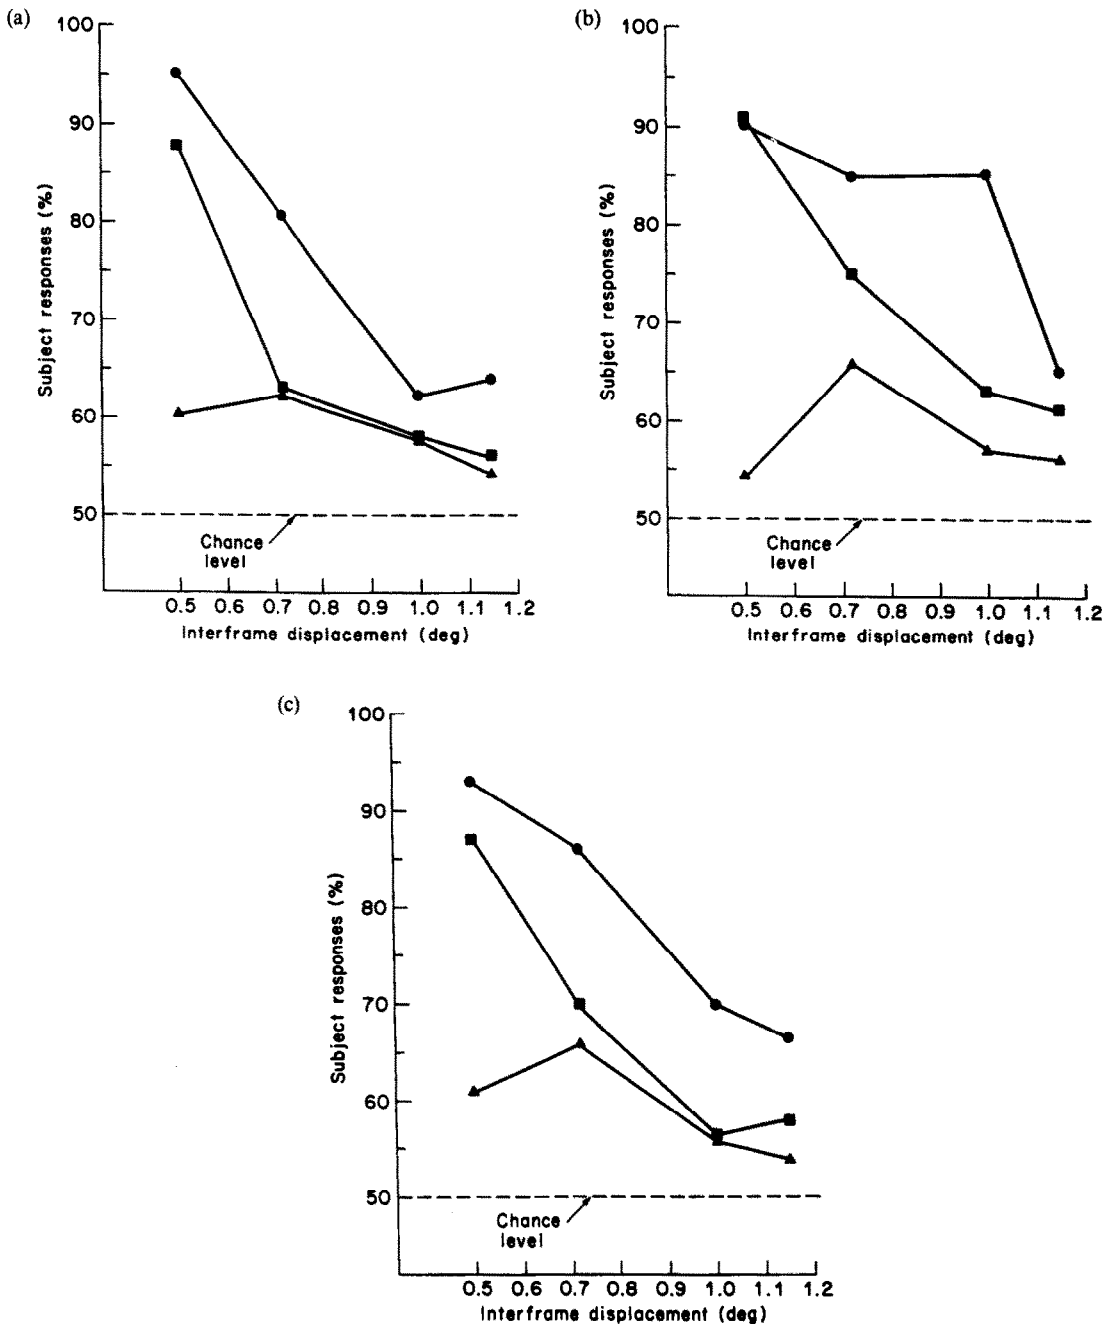 (a)
100
90
80
70
60
50
Subject responses (%)
Chance
level
0.5 0.6 0.7 0.8 0.9 1.0 1.1 1.2
Interframe displacement (deg)
(b)
100
90
80
70
60
50
Subject responses (%)
Chance
level
0.5 0.6 0.7 0.8 0.9 1.0 1.1 1.2
Interframe displacement (deg)
(c)
100
90
80
70
60
50
Subject responses (%)
Chance
level
0.5 0.6 0.7 0.8 0.9 1.0 1.1 1.2
Interframe displacement (deg)